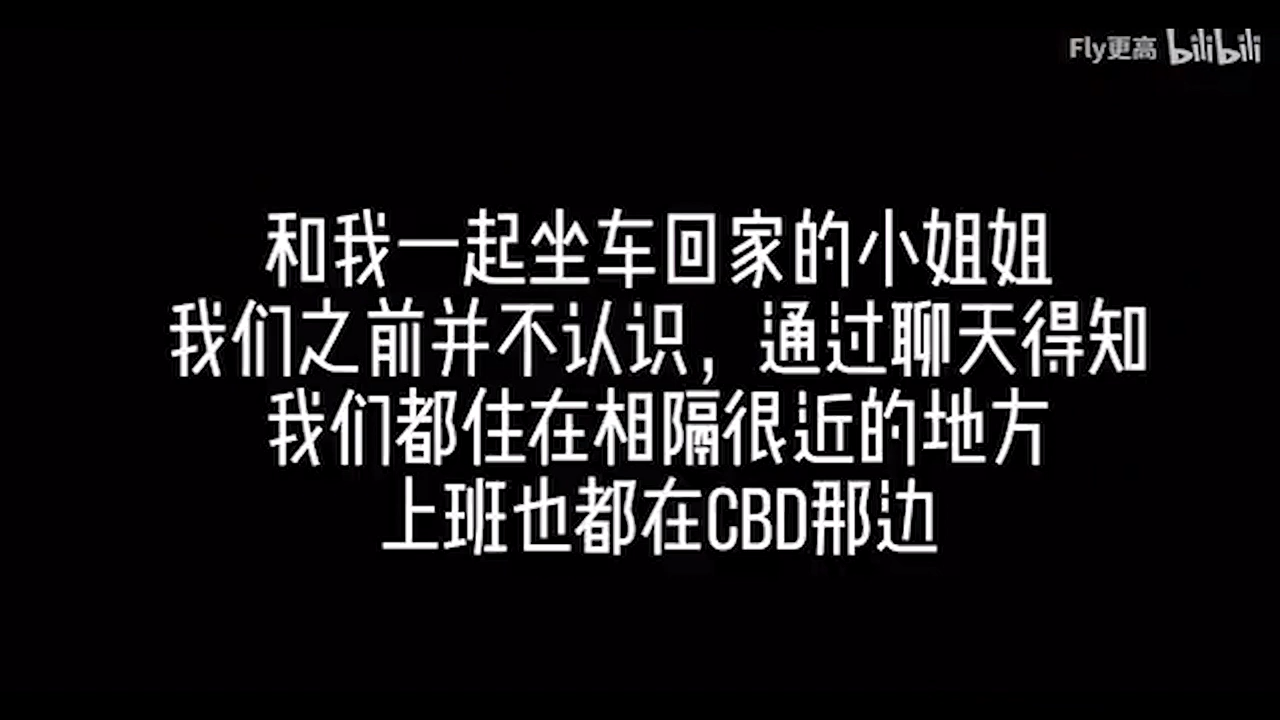 Fly更高 bilibili
和我一起坐车回家的小姐姐
我们之前并不认识，通过聊天得知
我们都住在相隔很近的地方
上班也都在CBD那边